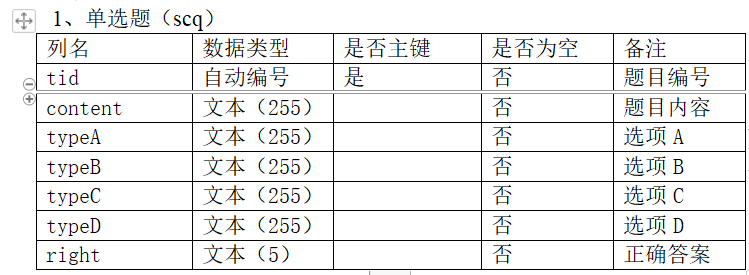 1、单选题（scq）
列名 数据类型 是否主键 是否为空 备注
tid 自动编号 是 否 题目编号
content 文本（255） 否 题目内容
typeA 文本（255） 否 选项A
typeB 文本（255） 否 选项B
typeC 文本（255） 否 选项C
typeD 文本（255） 否 选项D
right 文本（5） 否 正确答案